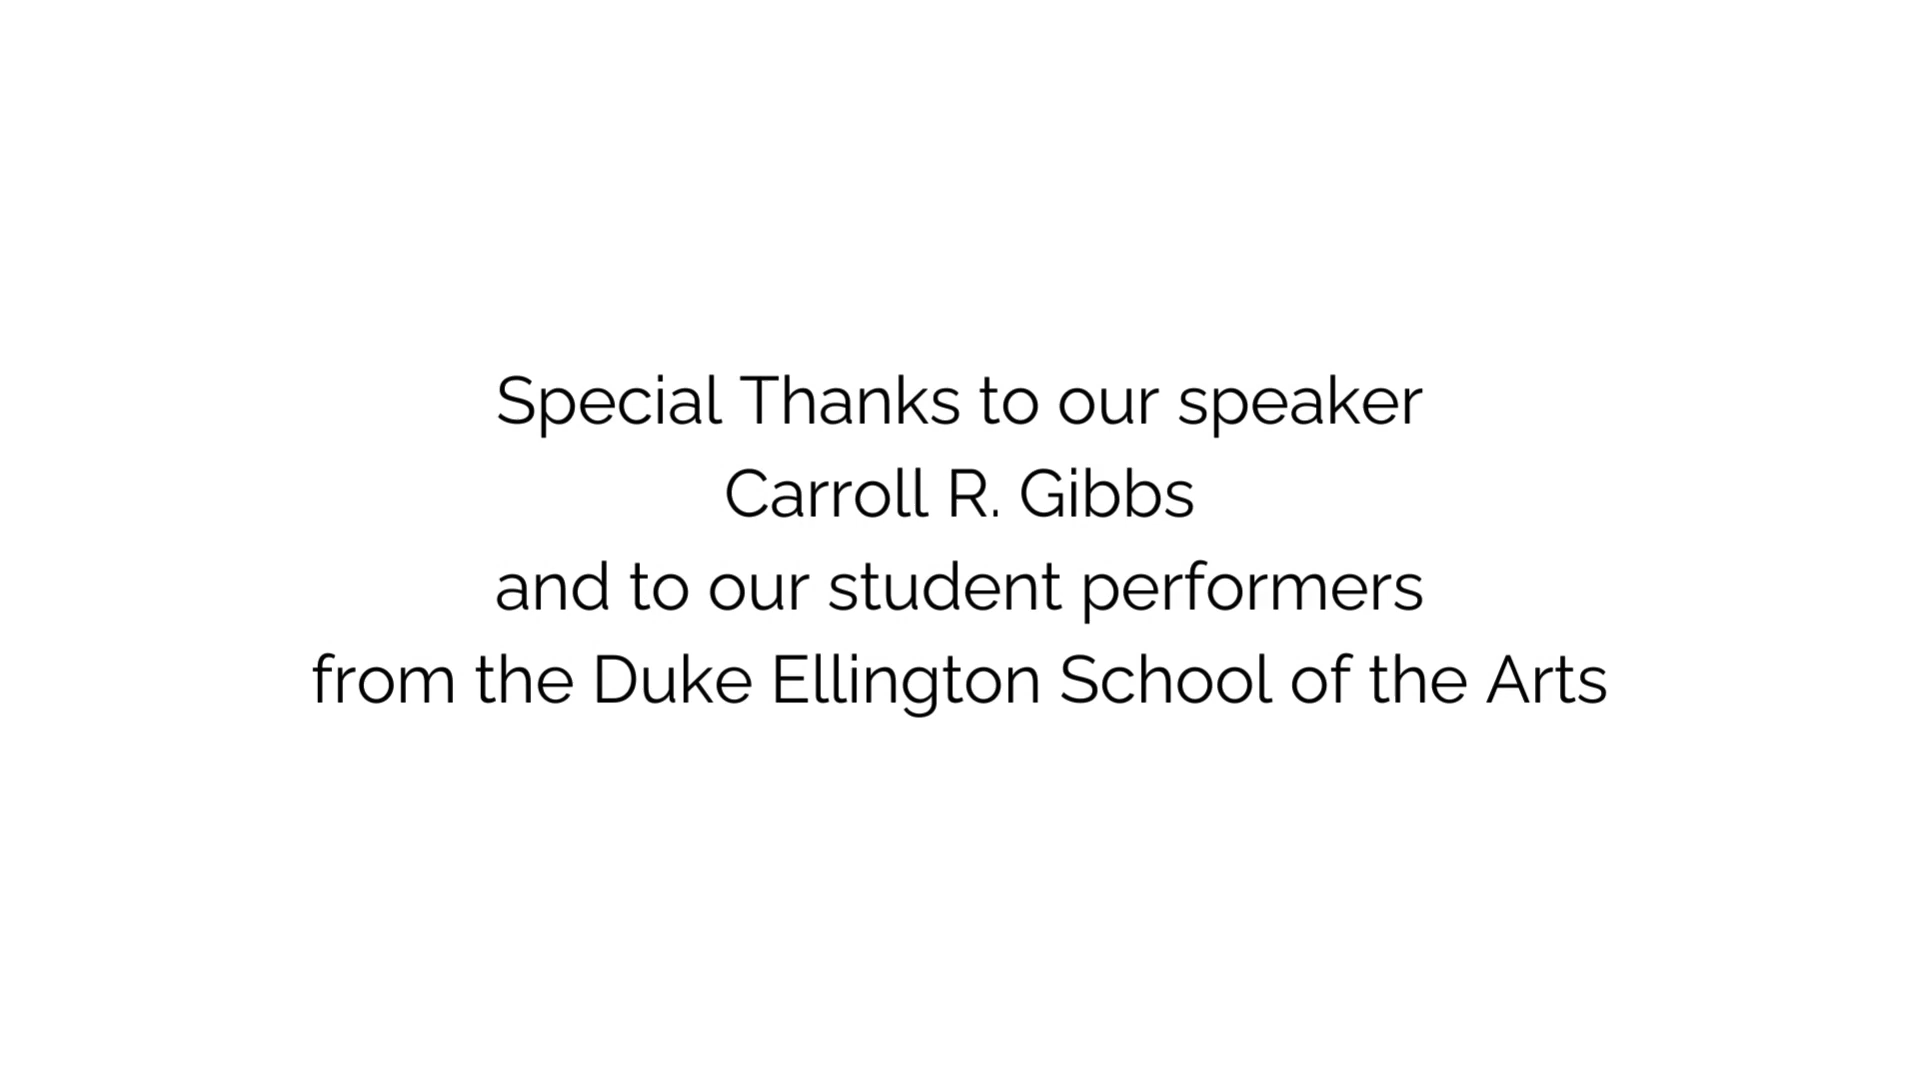 Special Thanks to our speaker
Carroll R. Gibbs
and to our student performers
from the Duke Ellington School of the Arts